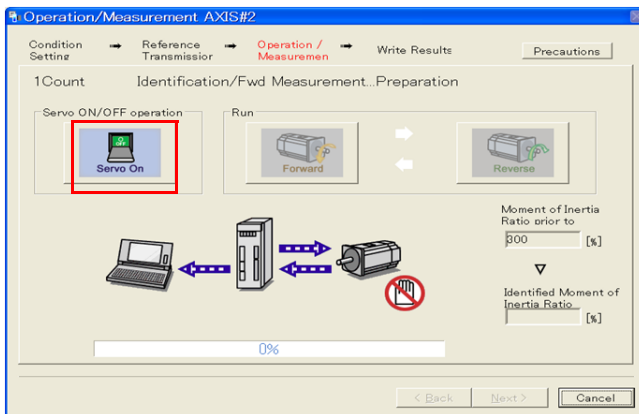 Operation/Measurement AXIS#2
Condition Setting
Reference Transmissior
Operation / Measuremen
Write Results
Precautions
1Count Identification/Fwd Measurement...Preparation
Servo ON/OFF operation
Run
OFF
Servo On
Forward
Reverse
Moment of Inertia
Ratio prior to
300 [%]
Identified Moment of
Inertia Ratio
[%]
0%
< Back
Next >
Cancel